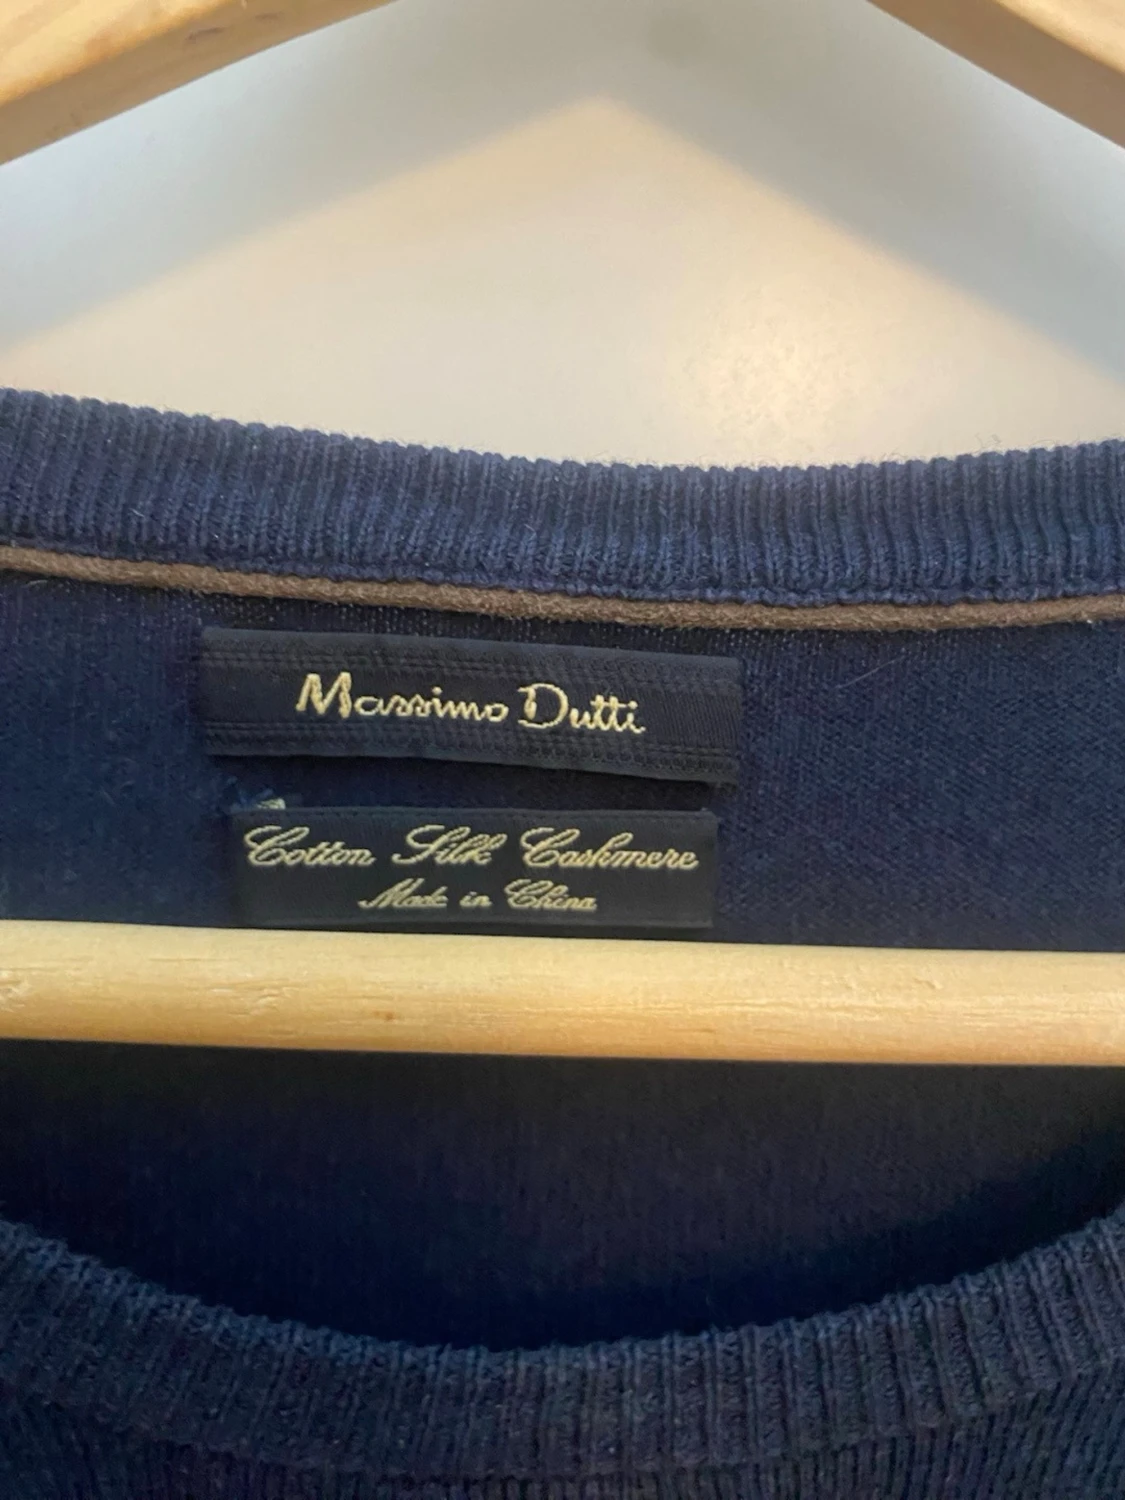 Massimo Dutti
Cotton Silk Cashmere
Made in China